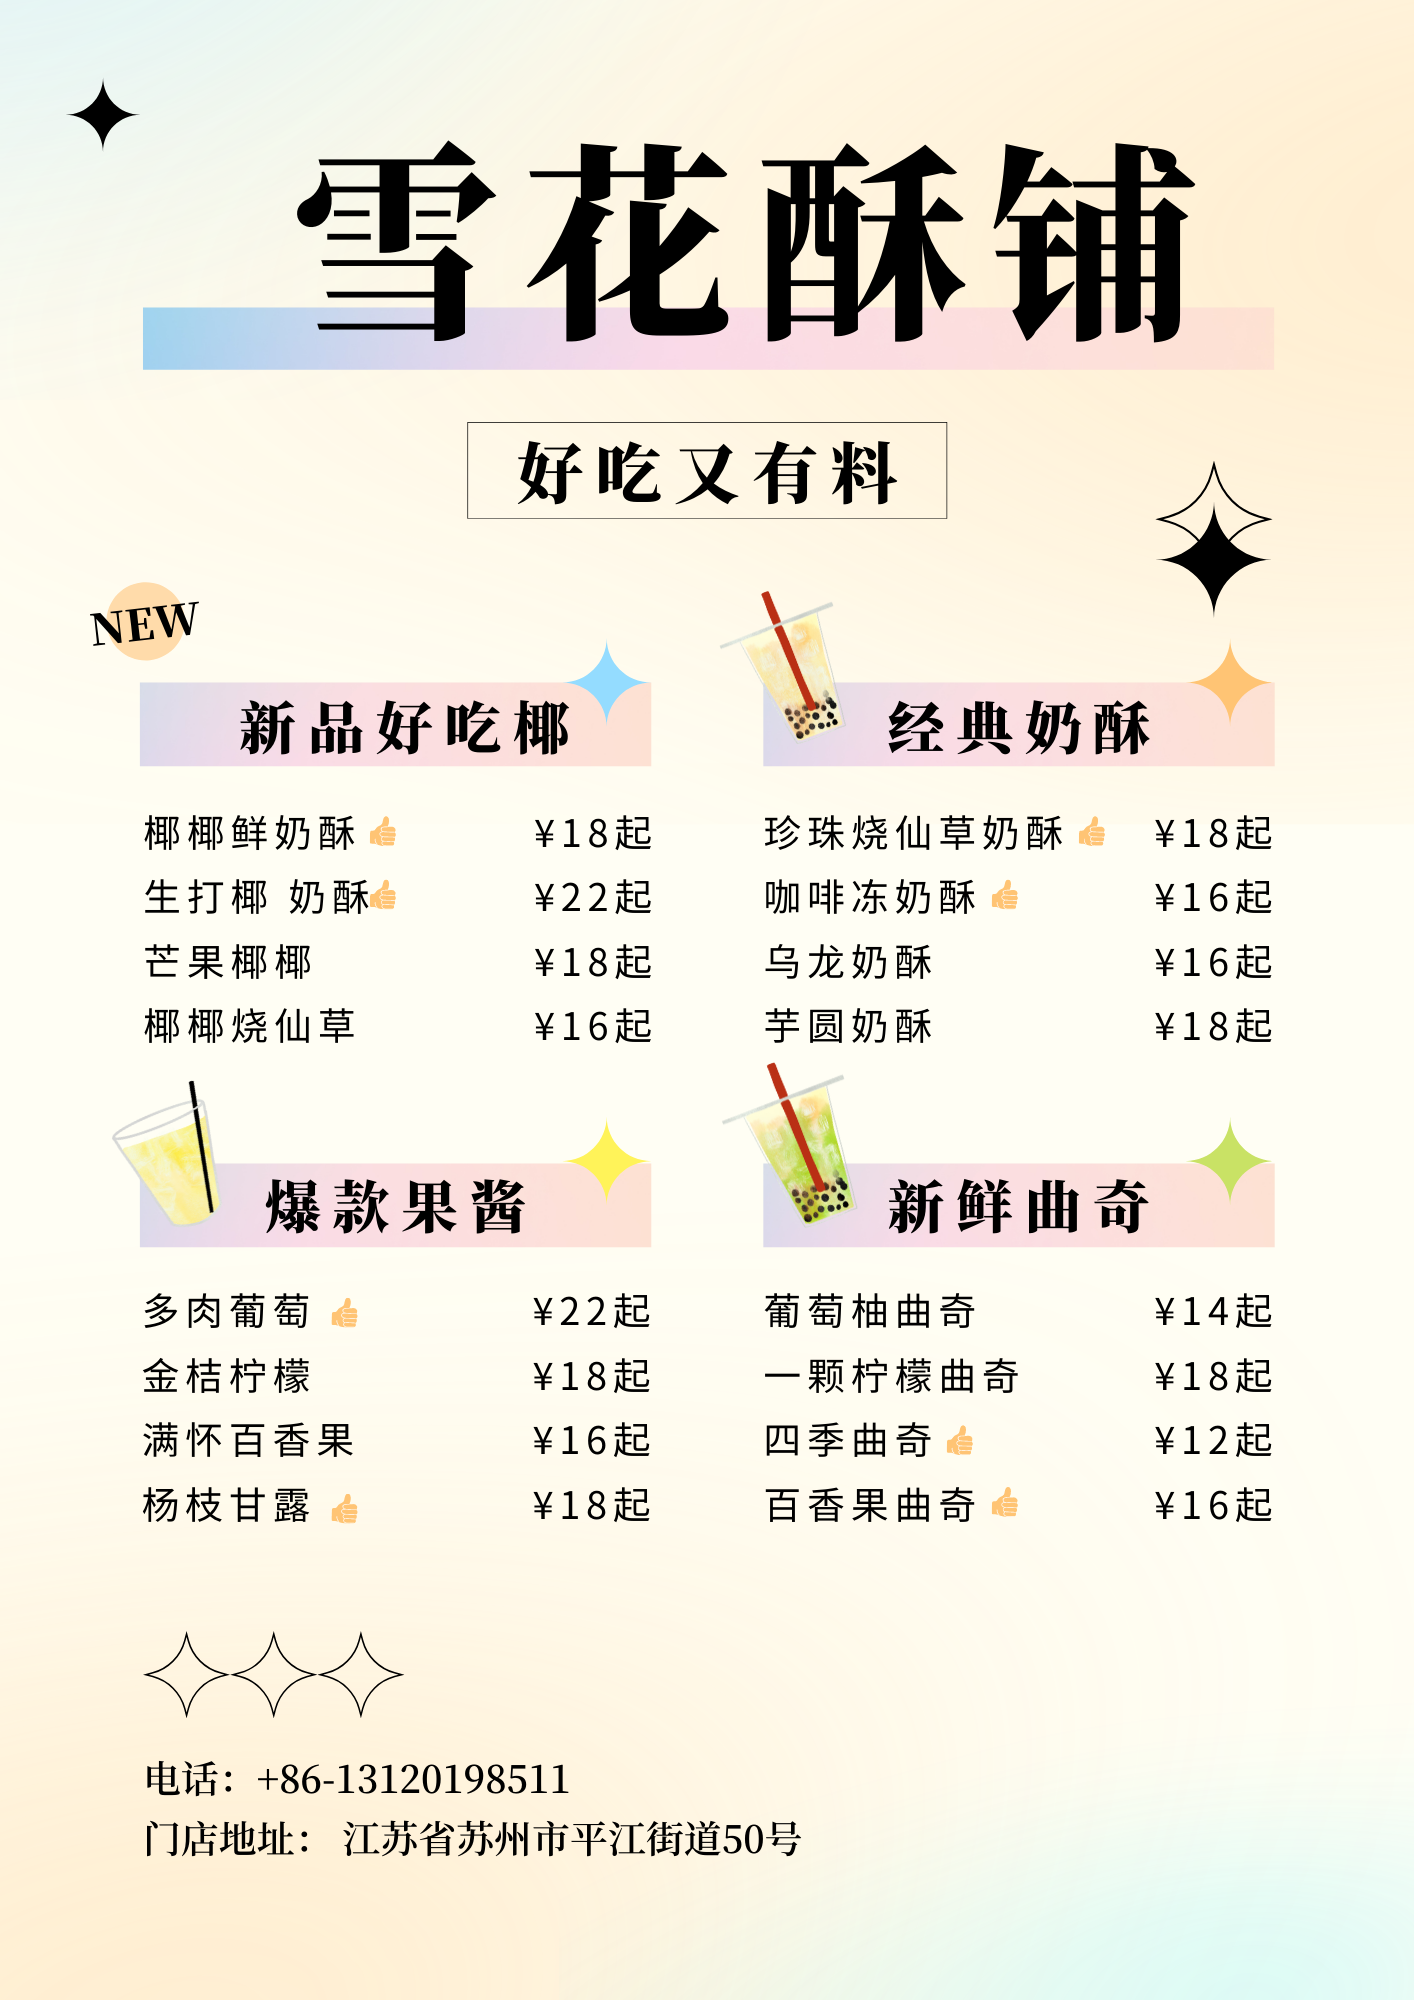 雪花酥铺
好吃又有料
NEW
新品好吃椰
椰椰鲜奶酥 ¥18起
生打椰 奶酥 ¥22起
芒果椰椰 ¥18起
椰椰烧仙草 ¥16起
经典奶酥
珍珠烧仙草奶酥 ¥18起
咖啡冻奶酥 ¥16起
乌龙奶酥 ¥16起
芋圆奶酥 ¥18起
爆款果酱
多肉葡萄 ¥22起
金桔柠檬 ¥18起
满怀百香果 ¥16起
杨枝甘露 ¥18起
新鲜曲奇
葡萄柚曲奇 ¥14起
一颗柠檬曲奇 ¥18起
四季曲奇 ¥12起
百香果曲奇 ¥16起
电话：+86-13120198511
门店地址： 江苏省苏州市平江街道50号